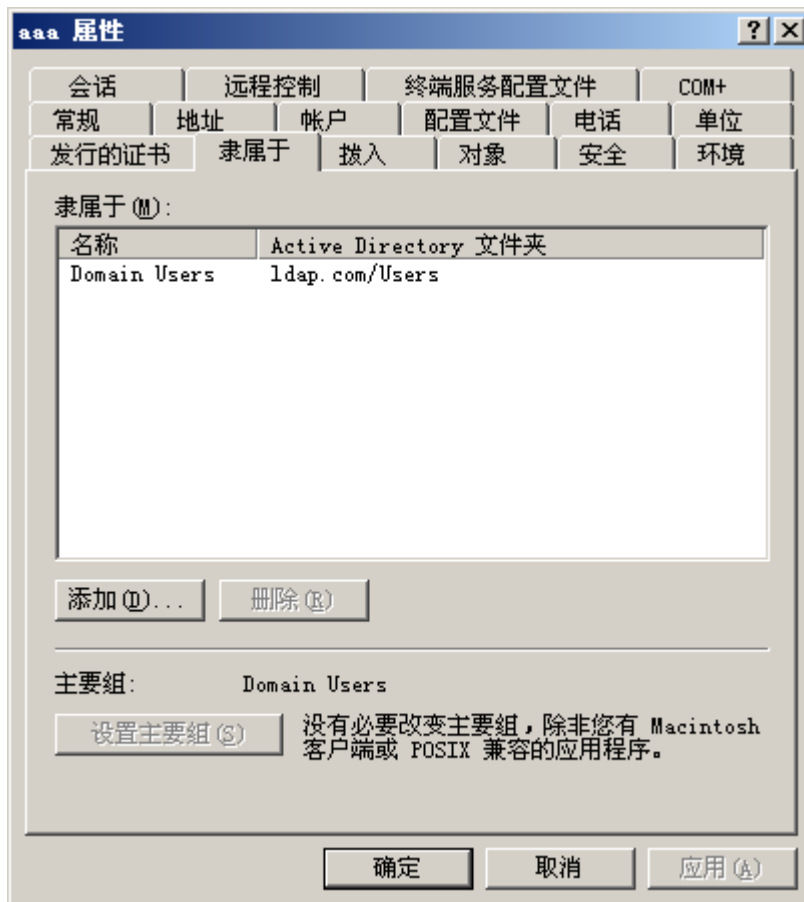 aaa 属性
会话 远程控制 终端服务配置文件 COM+
常规 地址 帐户 配置文件 电话 单位
发行的证书 隶属于 拨入 对象 安全 环境
隶属于(M):
名称 Active Directory 文件夹
Domain Users ldap.com/Users
添加(D)... 删除(R)
主要组: Domain Users
设置主要组(S) 没有必要改变主要组，除非您有 Macintosh
客户端或 POSIX 兼容的应用程序。
确定 取消 应用(A)